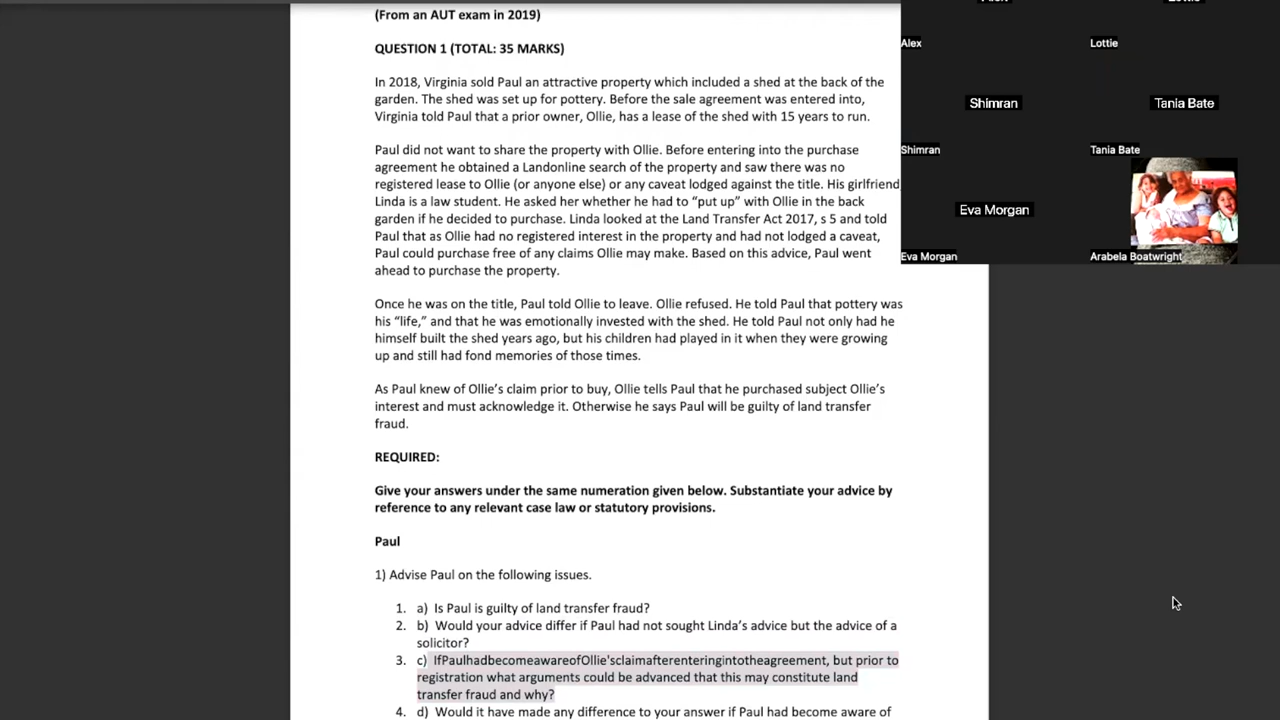 (From an AUT exam in 2019)
QUESTION 1 (TOTAL: 35 MARKS)
In 2018, Virginia sold Paul an attractive property which included a shed at the back of the
garden. The shed was set up for pottery. Before the sale agreement was entered into,
Virginia told Paul that a prior owner, Ollie, has a lease of the shed with 15 years to run.
Paul did not want to share the property with Ollie. Before entering into the purchase
agreement he obtained a Landonline search of the property and saw there was no
registered lease to Ollie (or anyone else) or any caveat lodged against the title. His girlfriend
Linda is a law student. He asked her whether he had to “put up” with Ollie in the back
garden if he decided to purchase. Linda looked at the Land Transfer Act 2017, s 5 and told
Paul that as Ollie had no registered interest in the property and had not lodged a caveat,
Paul could purchase free of any claims Ollie may make. Based on this advice, Paul went
ahead to purchase the property.
Once he was on the title, Paul told Ollie to leave. Ollie refused. He told Paul that pottery was
his “life,” and that he was emotionally invested with the shed. He told Paul not only had he
himself built the shed years ago, but his children had played in it when they were growing
up and still had fond memories of those times.
As Paul knew of Ollie’s claim prior to buy, Ollie tells Paul that he purchased subject Ollie’s
interest and must acknowledge it. Otherwise he says Paul will be guilty of land transfer
fraud.
REQUIRED:
Give your answers under the same numeration given below. Substantiate your advice by
reference to any relevant case law or statutory provisions.
Paul
1) Advise Paul on the following issues.
1. a) Is Paul is guilty of land transfer fraud?
2. b) Would your advice differ if Paul had not sought Linda’s advice but the advice of a
solicitor?
3. c) IfPaulhadbecomeawareofOllie'sclaimafterenteringintotheagreement, but prior to
registration what arguments could be advanced that this may constitute land
transfer fraud and why?
4. d) Would it have made any difference to your answer if Paul had become aware of
Alex
Lottie
Shimran
Tania Bate
Shimran
Tania Bate
Eva Morgan
Eva Morgan
Arabela Boatwright